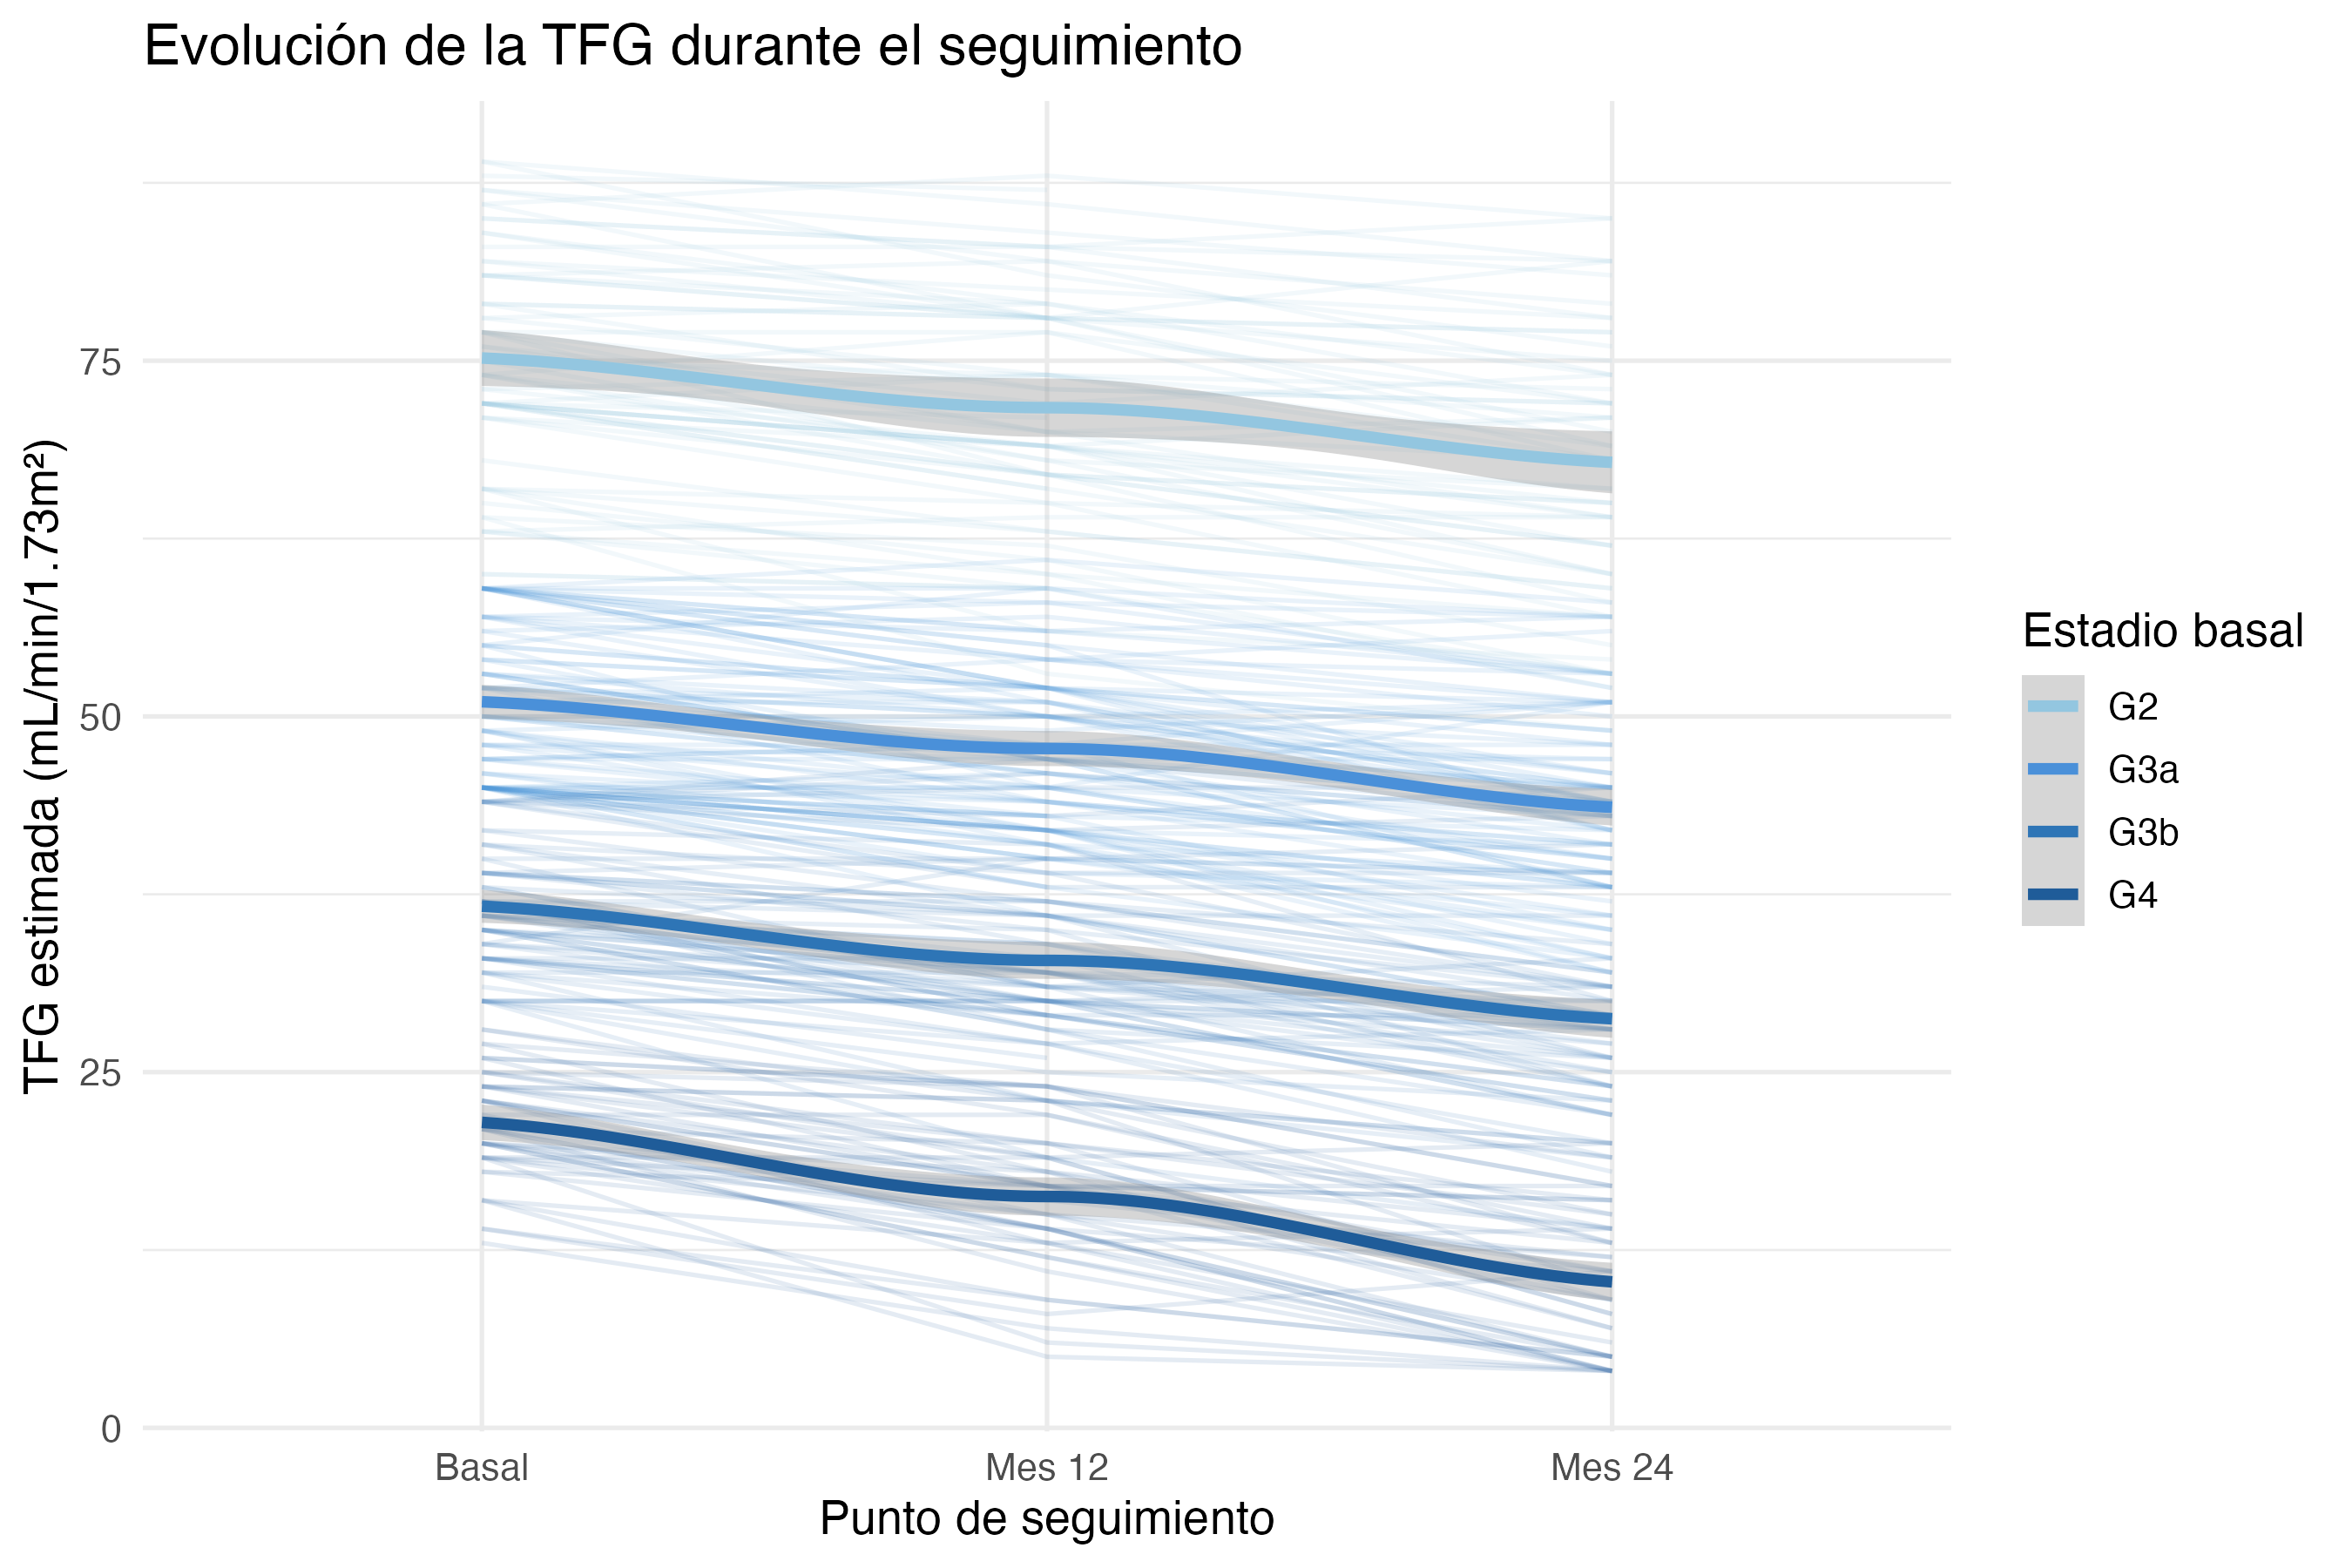 Evolución de la TFG durante el seguimiento
TFG estimada (mL/min/1.73m²)
75
50
25
0
Basal
Mes 12
Mes 24
Punto de seguimiento
Estadio basal
G2
G3a
G3b
G4